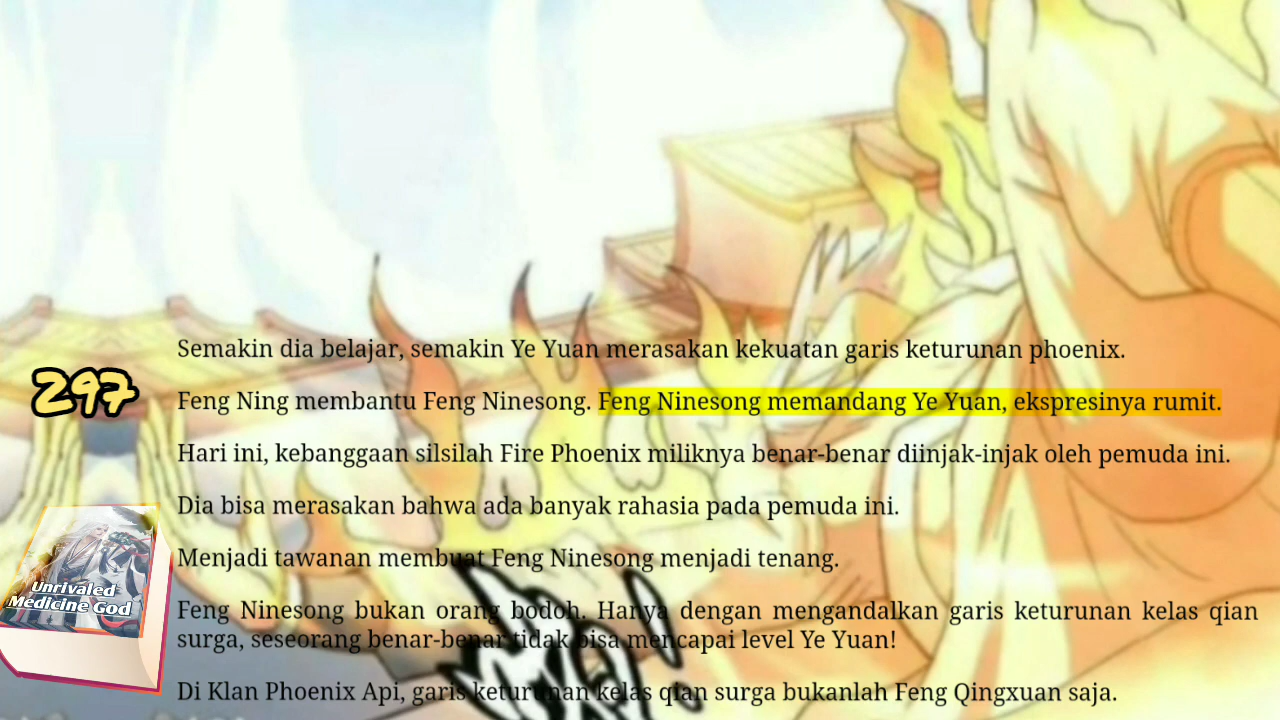 Semakin dia belajar, semakin Ye Yuan merasakan kekuatan garis keturunan phoenix.
297
Feng Ning membantu Feng Ninesong. Feng Ninesong memandang Ye Yuan, ekspresinya rumit.
Hari ini, kebanggaan silsilah Fire Phoenix miliknya benar-benar diinjak-injak oleh pemuda ini.
Dia bisa merasakan bahwa ada banyak rahasia pada pemuda ini.
Menjadi tawanan membuat Feng Ninesong menjadi tenang.
Unrivaled
Medicine God
Feng Ninesong bukan orang bodoh. Hanya dengan mengandalkan garis keturunan kelas qian
surga, seseorang benar-benar tidak bisa mencapai level Ye Yuan!
Di Klan Phoenix Api, garis keturunan kelas qian surga bukanlah Feng Qingxuan saja.